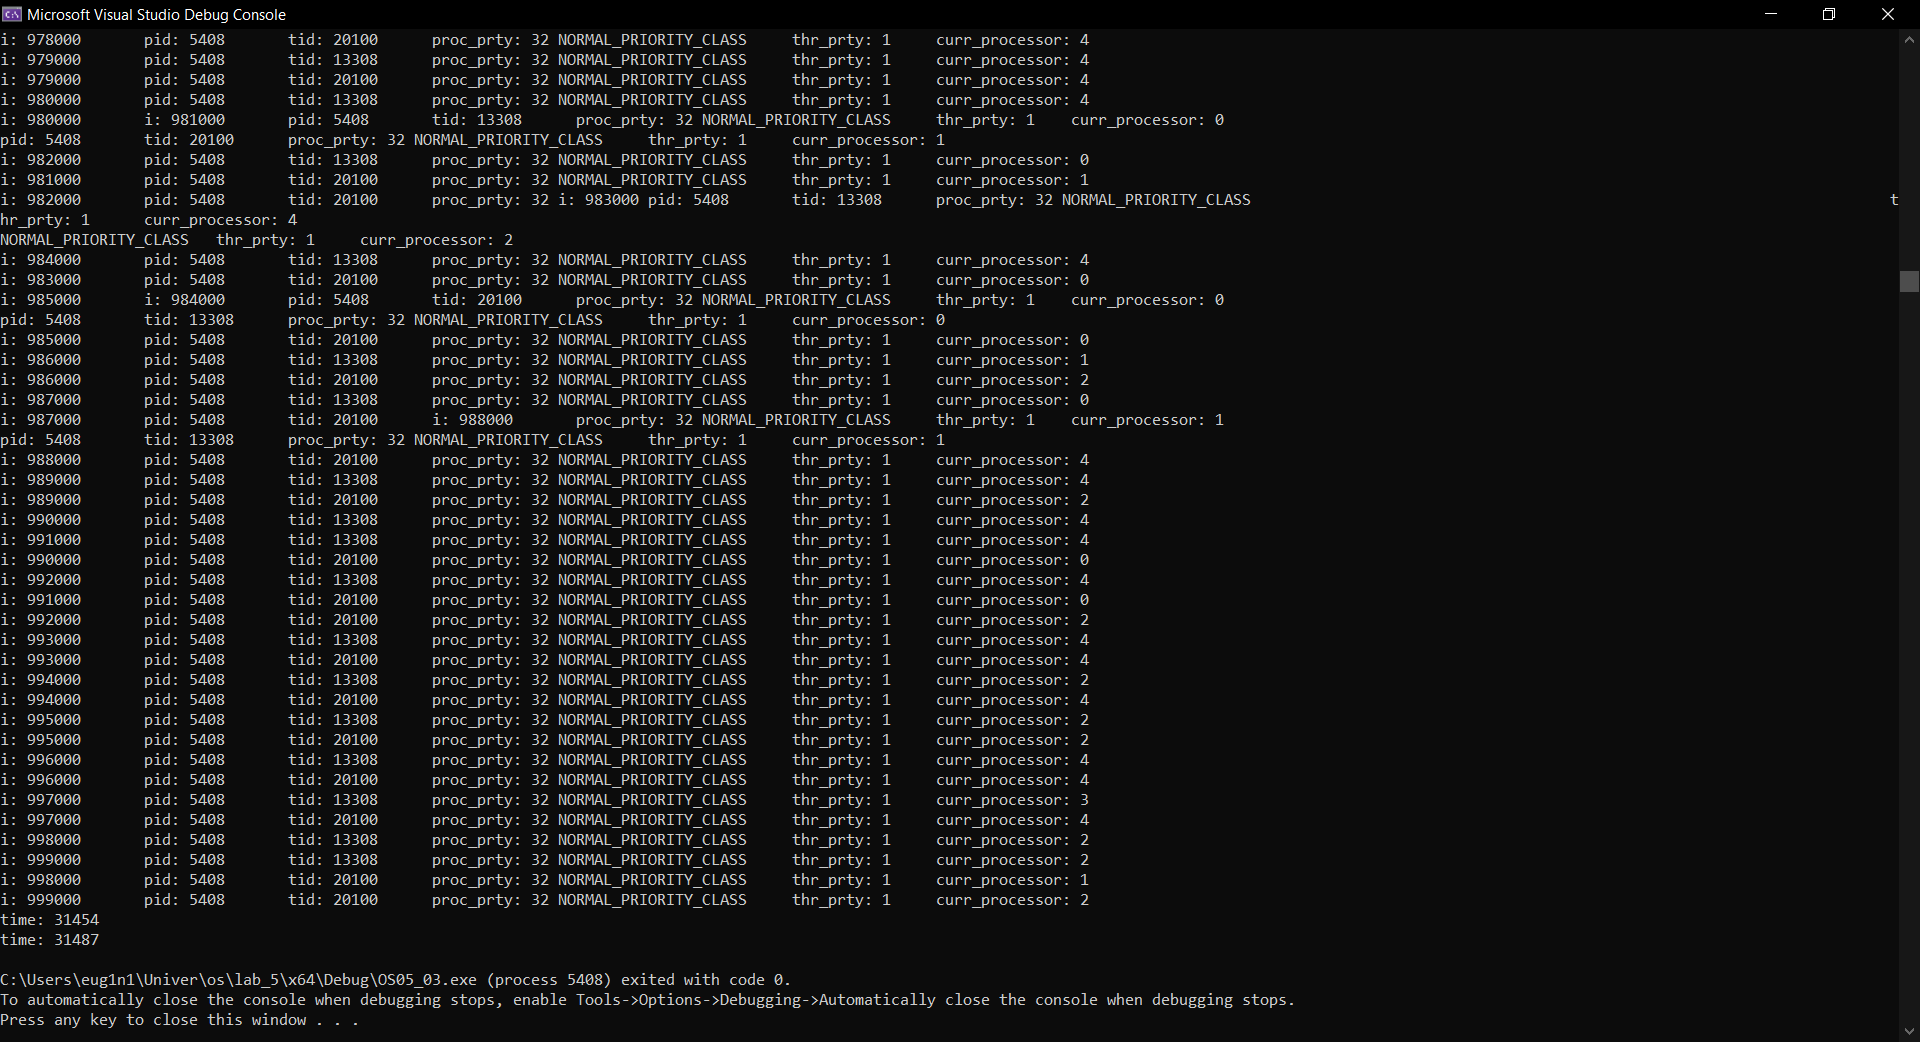 Microsoft Visual Studio Debug Console
i: 978000 pid: 5408 tid: 20100 proc_prty: 32 NORMAL_PRIORITY_CLASS thr_prty: 1 curr_processor: 4
i: 979000 pid: 5408 tid: 13308 proc_prty: 32 NORMAL_PRIORITY_CLASS thr_prty: 1 curr_processor: 4
i: 979000 pid: 5408 tid: 20100 proc_prty: 32 NORMAL_PRIORITY_CLASS thr_prty: 1 curr_processor: 4
i: 980000 pid: 5408 tid: 13308 proc_prty: 32 NORMAL_PRIORITY_CLASS thr_prty: 1 curr_processor: 4
i: 980000 i: 981000 pid: 5408 tid: 13308 proc_prty: 32 NORMAL_PRIORITY_CLASS thr_prty: 1 curr_processor: 0
pid: 5408 tid: 20100 proc_prty: 32 NORMAL_PRIORITY_CLASS thr_prty: 1 curr_processor: 1
i: 982000 pid: 5408 tid: 13308 proc_prty: 32 NORMAL_PRIORITY_CLASS thr_prty: 1 curr_processor: 0
i: 981000 pid: 5408 tid: 20100 proc_prty: 32 NORMAL_PRIORITY_CLASS thr_prty: 1 curr_processor: 1
i: 982000 pid: 5408 tid: 20100 proc_prty: 32 i: 983000 pid: 5408 tid: 13308 proc_prty: 32 NORMAL_PRIORITY_CLASS t
hr_prty: 1 curr_processor: 4
NORMAL_PRIORITY_CLASS thr_prty: 1 curr_processor: 2
i: 984000 pid: 5408 tid: 13308 proc_prty: 32 NORMAL_PRIORITY_CLASS thr_prty: 1 curr_processor: 4
i: 983000 pid: 5408 tid: 20100 proc_prty: 32 NORMAL_PRIORITY_CLASS thr_prty: 1 curr_processor: 0
i: 985000 i: 984000 pid: 5408 tid: 20100 proc_prty: 32 NORMAL_PRIORITY_CLASS thr_prty: 1 curr_processor: 0
pid: 5408 tid: 13308 proc_prty: 32 NORMAL_PRIORITY_CLASS thr_prty: 1 curr_processor: 0
i: 985000 pid: 5408 tid: 20100 proc_prty: 32 NORMAL_PRIORITY_CLASS thr_prty: 1 curr_processor: 0
i: 986000 pid: 5408 tid: 13308 proc_prty: 32 NORMAL_PRIORITY_CLASS thr_prty: 1 curr_processor: 1
i: 986000 pid: 5408 tid: 20100 proc_prty: 32 NORMAL_PRIORITY_CLASS thr_prty: 1 curr_processor: 2
i: 987000 pid: 5408 tid: 13308 proc_prty: 32 NORMAL_PRIORITY_CLASS thr_prty: 1 curr_processor: 0
i: 987000 pid: 5408 tid: 20100 i: 988000 proc_prty: 32 NORMAL_PRIORITY_CLASS thr_prty: 1 curr_processor: 1
pid: 5408 tid: 13308 proc_prty: 32 NORMAL_PRIORITY_CLASS thr_prty: 1 curr_processor: 1
i: 988000 pid: 5408 tid: 20100 proc_prty: 32 NORMAL_PRIORITY_CLASS thr_prty: 1 curr_processor: 4
i: 989000 pid: 5408 tid: 13308 proc_prty: 32 NORMAL_PRIORITY_CLASS thr_prty: 1 curr_processor: 4
i: 989000 pid: 5408 tid: 20100 proc_prty: 32 NORMAL_PRIORITY_CLASS thr_prty: 1 curr_processor: 2
i: 990000 pid: 5408 tid: 13308 proc_prty: 32 NORMAL_PRIORITY_CLASS thr_prty: 1 curr_processor: 4
i: 991000 pid: 5408 tid: 13308 proc_prty: 32 NORMAL_PRIORITY_CLASS thr_prty: 1 curr_processor: 4
i: 990000 pid: 5408 tid: 20100 proc_prty: 32 NORMAL_PRIORITY_CLASS thr_prty: 1 curr_processor: 0
i: 992000 pid: 5408 tid: 13308 proc_prty: 32 NORMAL_PRIORITY_CLASS thr_prty: 1 curr_processor: 4
i: 991000 pid: 5408 tid: 20100 proc_prty: 32 NORMAL_PRIORITY_CLASS thr_prty: 1 curr_processor: 0
i: 992000 pid: 5408 tid: 20100 proc_prty: 32 NORMAL_PRIORITY_CLASS thr_prty: 1 curr_processor: 2
i: 993000 pid: 5408 tid: 13308 proc_prty: 32 NORMAL_PRIORITY_CLASS thr_prty: 1 curr_processor: 4
i: 993000 pid: 5408 tid: 20100 proc_prty: 32 NORMAL_PRIORITY_CLASS thr_prty: 1 curr_processor: 4
i: 994000 pid: 5408 tid: 13308 proc_prty: 32 NORMAL_PRIORITY_CLASS thr_prty: 1 curr_processor: 2
i: 994000 pid: 5408 tid: 20100 proc_prty: 32 NORMAL_PRIORITY_CLASS thr_prty: 1 curr_processor: 4
i: 995000 pid: 5408 tid: 13308 proc_prty: 32 NORMAL_PRIORITY_CLASS thr_prty: 1 curr_processor: 2
i: 995000 pid: 5408 tid: 20100 proc_prty: 32 NORMAL_PRIORITY_CLASS thr_prty: 1 curr_processor: 2
i: 996000 pid: 5408 tid: 13308 proc_prty: 32 NORMAL_PRIORITY_CLASS thr_prty: 1 curr_processor: 4
i: 996000 pid: 5408 tid: 20100 proc_prty: 32 NORMAL_PRIORITY_CLASS thr_prty: 1 curr_processor: 4
i: 997000 pid: 5408 tid: 13308 proc_prty: 32 NORMAL_PRIORITY_CLASS thr_prty: 1 curr_processor: 3
i: 997000 pid: 5408 tid: 20100 proc_prty: 32 NORMAL_PRIORITY_CLASS thr_prty: 1 curr_processor: 4
i: 998000 pid: 5408 tid: 13308 proc_prty: 32 NORMAL_PRIORITY_CLASS thr_prty: 1 curr_processor: 2
i: 999000 pid: 5408 tid: 13308 proc_prty: 32 NORMAL_PRIORITY_CLASS thr_prty: 1 curr_processor: 2
i: 998000 pid: 5408 tid: 20100 proc_prty: 32 NORMAL_PRIORITY_CLASS thr_prty: 1 curr_processor: 1
i: 999000 pid: 5408 tid: 20100 proc_prty: 32 NORMAL_PRIORITY_CLASS thr_prty: 1 curr_processor: 2
time: 31454
time: 31487
C:\Users\eug1n1\Univer\os\lab_5\x64\Debug\OS05_03.exe (process 5408) exited with code 0.
To automatically close the console when debugging stops, enable Tools->Options->Debugging->Automatically close the console when debugging stops.
Press any key to close this window . . .